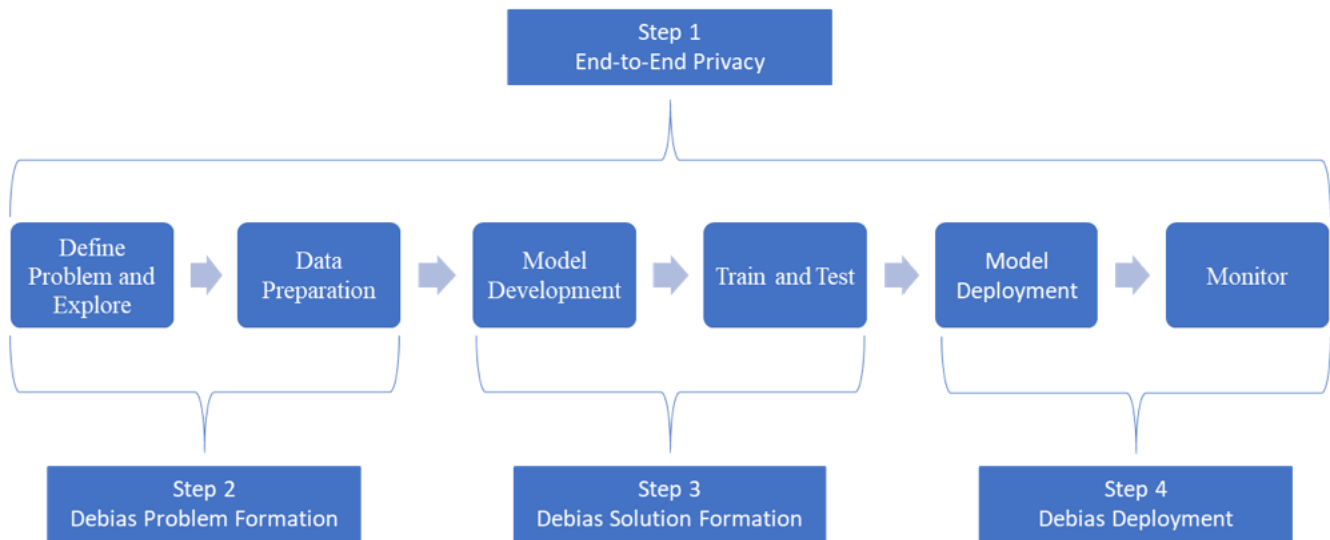 Step 1
End-to-End Privacy
Define
Problem and
Explore
Data
Preparation
Model
Development
Train and Test
Model
Deployment
Monitor
Step 2
Debias Problem Formation
Step 3
Debias Solution Formation
Step 4
Debias Deployment